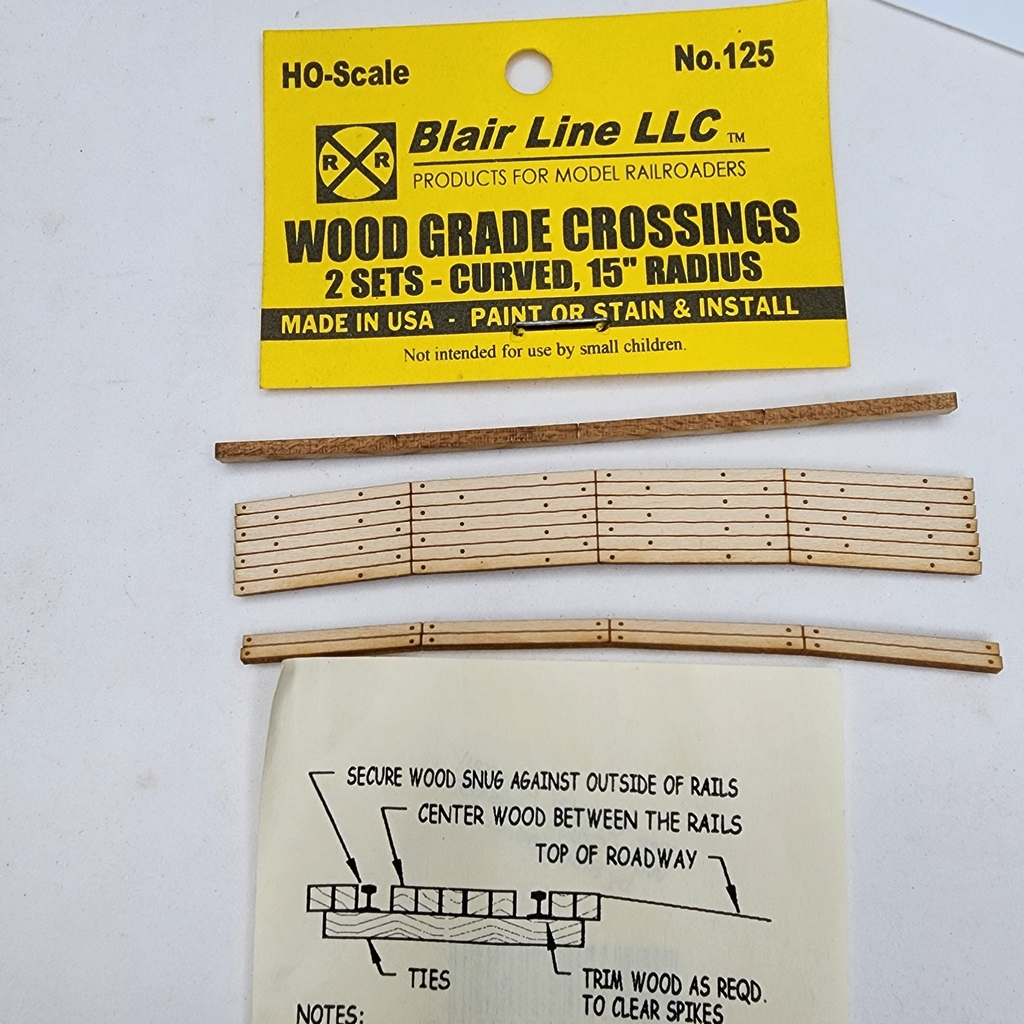 HO-Scale
No.125
R R
Blair Line LLC TM
PRODUCTS FOR MODEL RAILROADERS
WOOD GRADE CROSSINGS
2 SETS - CURVED, 15" RADIUS
MADE IN USA - PAINT OR STAIN & INSTALL
Not intended for use by small children.
SECURE WOOD SNUG AGAINST OUTSIDE OF RAILS
CENTER WOOD BETWEEN THE RAILS
TOP OF ROADWAY
TIES
TRIM WOOD AS REQD.
TO CLEAR SPIKES
NOTES: